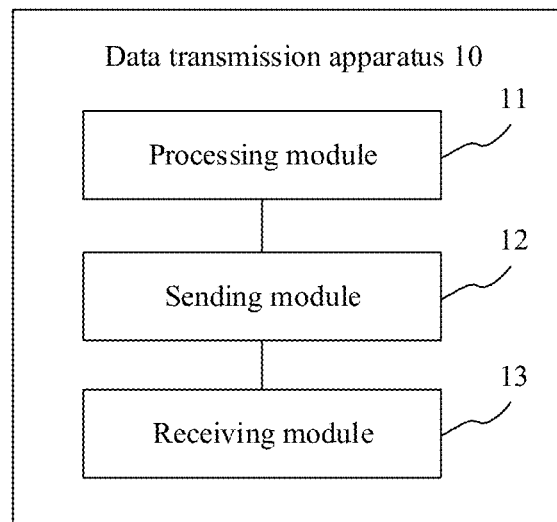 Data transmission apparatus 10
11
Processing module
12
Sending module
13
Receiving module